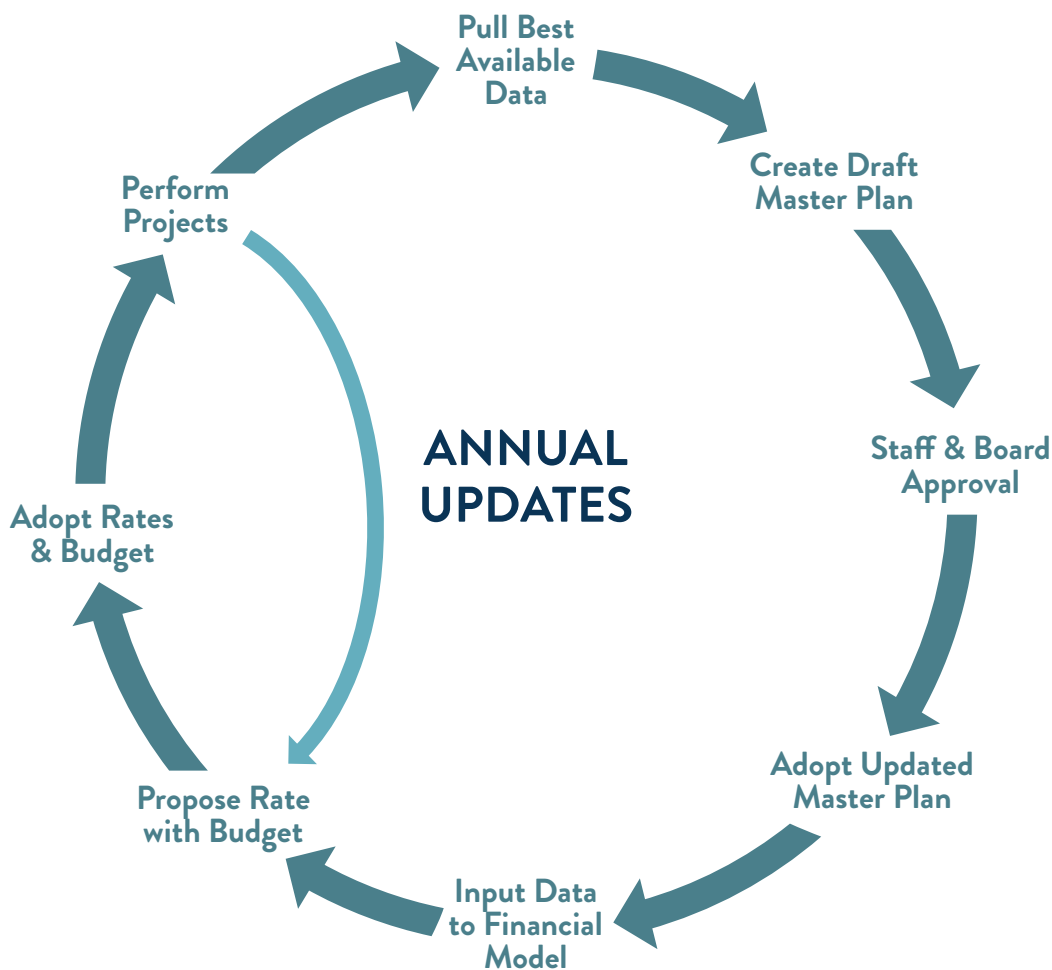 Pull Best
Available
Data
Create Draft
Master Plan
Staff & Board
Approval
Adopt Updated
Master Plan
Input Data
to Financial
Model
Propose Rate
with Budget
Adopt Rates
& Budget
Perform
Projects
ANNUAL
UPDATES